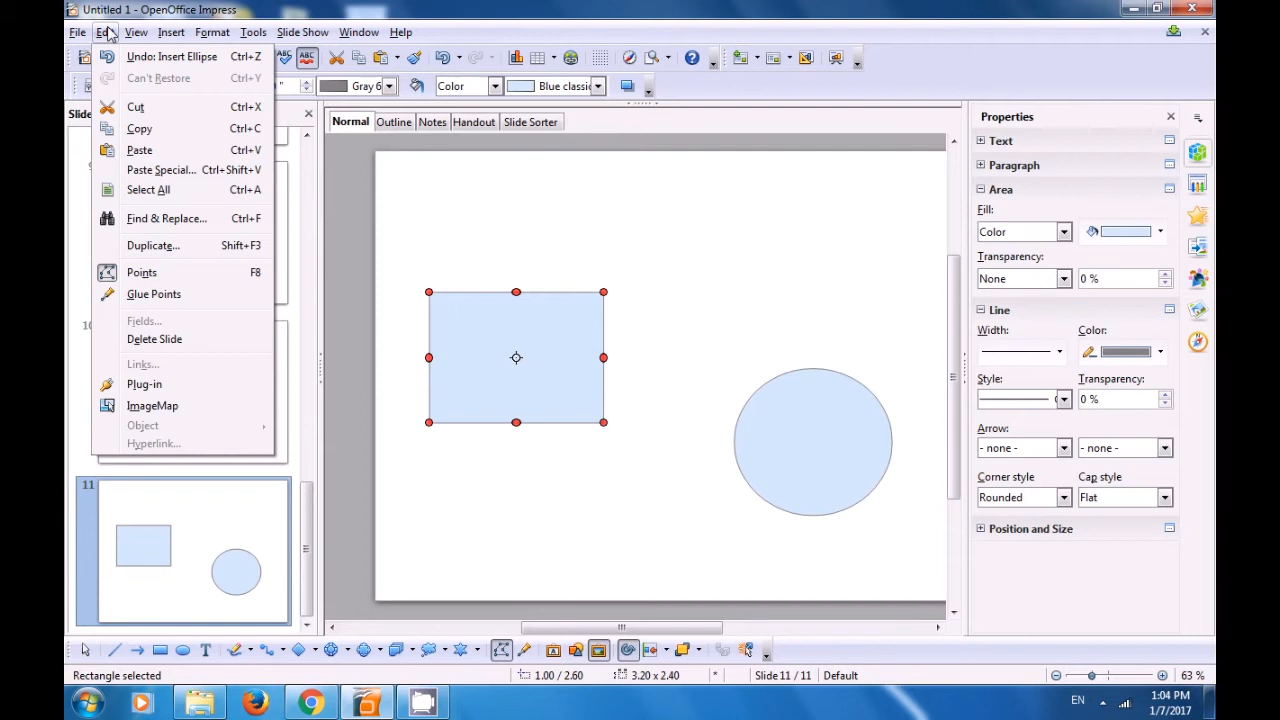 Untitled 1 - OpenOffice Impress
File Edit View Insert Format Tools Slide Show Window Help
Undo: Insert Ellipse Ctrl+Z
Can't Restore Ctrl+Y
Cut Ctrl+X
Copy Ctrl+C
Paste Ctrl+V
Paste Special... Ctrl+Shift+V
Select All Ctrl+A
Find & Replace... Ctrl+F
Duplicate... Shift+F3
Points F8
Glue Points
Fields...
Delete Slide
Links...
Plug-in
ImageMap
Object
Hyperlink...
ABC ABC
" Gray 6 Color Blue classic
Normal Outline Notes Handout Slide Sorter
10
11
Properties
Text
Paragraph
Area
Fill:
Color
Transparency:
None 0 %
Line
Width: Color:
Style: Transparency:
0 %
Arrow:
- none - - none -
Corner style Cap style
Rounded Flat
Position and Size
T
Rectangle selected 1.00 / 2.60 3.20 x 2.40 * Slide 11 / 11 Default 63 %
EN 1:04 PM
1/7/2017